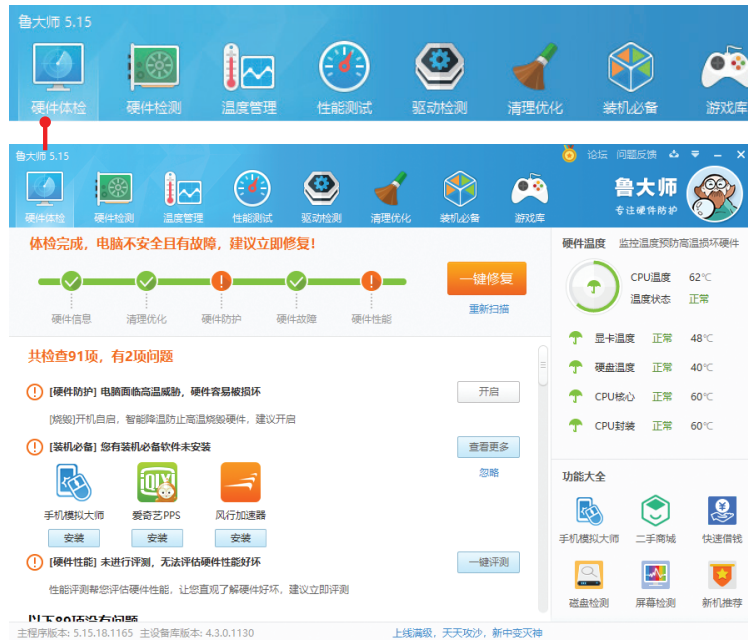 鲁大师 5.15
硬件体检 硬件检测 温度管理 性能测试 驱动检测 清理优化 装机必备 游戏库
鲁大师 5.15 论坛 问题反馈
硬件体检 硬件检测 温度管理 性能测试 驱动检测 清理优化 装机必备 游戏库
鲁大师
专注硬件防护
体检完成，电脑不安全且有故障，建议立即修复！
一键修复
重新扫描
硬件信息 清理优化 硬件防护 硬件故障 硬件性能
共检查91项，有2项问题
[硬件防护] 电脑面临高温威胁，硬件容易被损坏
开启
[烧毁]开机自启，智能降温防止高温烧毁硬件，建议开启
[装机必备] 您有装机必备软件未安装
查看更多
忽略
iQIYI
手机模拟大师 爱奇艺PPS 风行加速器
安装 安装 安装
[硬件性能] 未进行评测，无法评估硬件性能好坏
一键评测
性能评测帮您评估硬件性能，让您直观了解硬件好坏、建议立即评测
以下89项没有问题
硬件温度 监控温度预防高温损坏硬件
CPU温度 62℃
温度状态 正常
显卡温度 正常 48℃
硬盘温度 正常 40℃
CPU核心 正常 60℃
CPU封装 正常 60℃
功能大全
手机模拟大师 二手商城 快速借钱
磁盘检测 屏幕检测 新机推荐
主程序版本: 5.15.18.1165 主设备库版本: 4.3.0.1130 上线满级，天天攻沙，新中变灭神